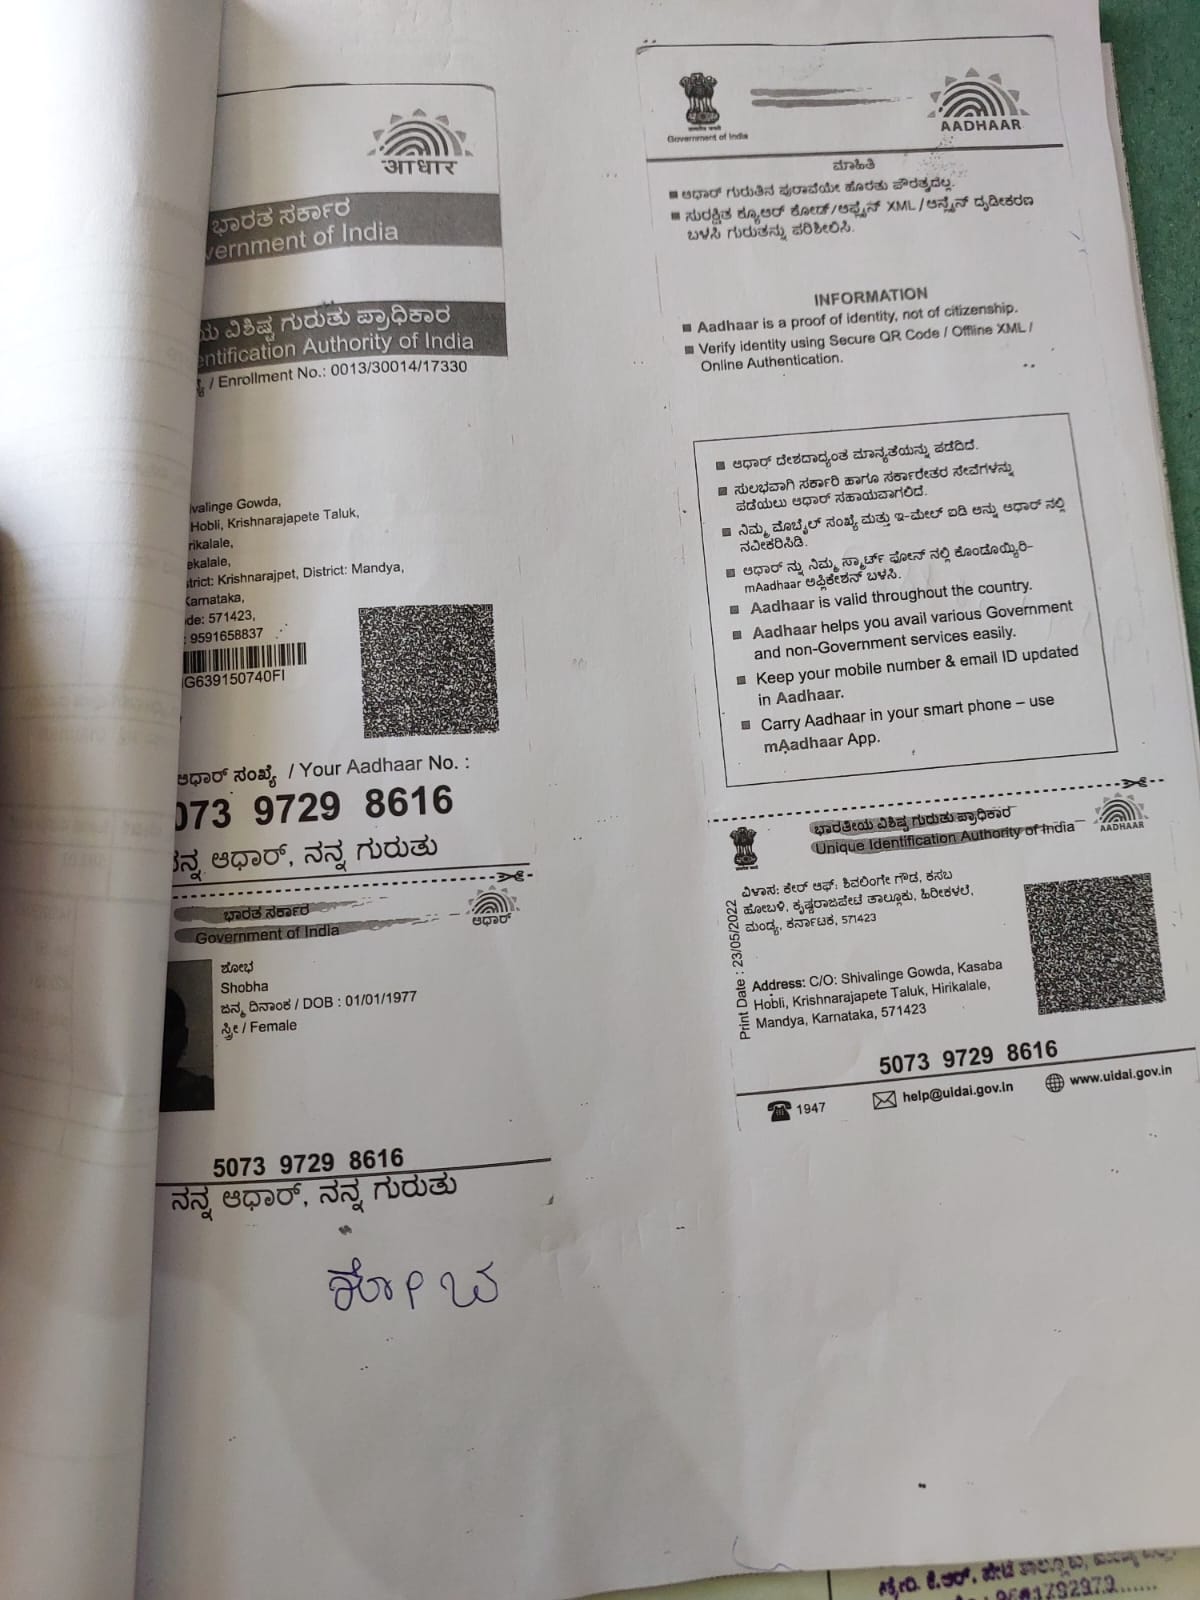 आधार
ಭಾರತ ಸರ್ಕಾರ
vernment of India
ಯ ವಿಶಿಷ್ಟ ಗುರುತು ಪ್ರಾಧಿಕಾರ
entification Authority of India
/ Enrollment No.: 0013/30014/17330
valinge Gowda,
Hobli, Krishnarajapete Taluk,
rikalale,
ekalale,
strict: Krishnarajpet, District: Mandya,
Karnataka,
de: 571423,
: 9591658837
G639150740FI
ಆಧಾರ್ ಸಂಖ್ಯೆ / Your Aadhaar No. :
073 9729 8616
ನನ್ನ ಆಧಾರ್, ನನ್ನ ಗುರುತು
ಭಾರತ ಸರ್ಕಾರ
Government of India
ಆಧಾರ್
ಶೋಭ
Shobha
ಜನ್ಮ ದಿನಾಂಕ / DOB : 01/01/1977
ಸ್ತ್ರೀ / Female
5073 9729 8616
ನನ್ನ ಆಧಾರ್, ನನ್ನ ಗುರುತು
ಶೋಭ
Government of India
AADHAAR
ಮಾಹಿತಿ
■ ಆಧಾರ್ ಗುರುತಿನ ಪುರಾವೆಯೇ ಹೊರತು ಪೌರತ್ವದಲ್ಲ.
■ ಸುರಕ್ಷಿತ ಕ್ಯೂಆರ್ ಕೋಡ್/ಆಫ್ಲೈನ್ XML/ಆನ್ಲೈನ್ ದೃಢೀಕರಣ
ಬಳಸಿ ಗುರುತನ್ನು ಪರಿಶೀಲಿಸಿ.
INFORMATION
■ Aadhaar is a proof of identity, not of citizenship.
■ Verify identity using Secure QR Code / Offline XML /
Online Authentication.
■ ಆಧಾರ್ ದೇಶದಾದ್ಯಂತ ಮಾನ್ಯತೆಯನ್ನು ಪಡೆದಿದೆ.
■ ಸುಲಭವಾಗಿ ಸರ್ಕಾರಿ ಹಾಗೂ ಸರ್ಕಾರೇತರ ಸೇವೆಗಳನ್ನು
ಪಡೆಯಲು ಆಧಾರ್ ಸಹಾಯವಾಗಲಿದೆ.
■ ನಿಮ್ಮ ಮೊಬೈಲ್ ಸಂಖ್ಯೆ ಮತ್ತು ಇ-ಮೇಲ್ ಐಡಿ ಅನ್ನು ಆಧಾರ್ ನಲ್ಲಿ
ನವೀಕರಿಸಿಡಿ.
■ ಆಧಾರ್ ನ್ನು ನಿಮ್ಮ ಸ್ಮಾರ್ಟ್ ಫೋನ್ ನಲ್ಲಿ ಕೊಂಡೊಯ್ಯಿರಿ-
mAadhaar ಅಪ್ಲಿಕೇಶನ್ ಬಳಸಿ.
■ Aadhaar is valid throughout the country.
■ Aadhaar helps you avail various Government
and non-Government services easily.
■ Keep your mobile number & email ID updated
in Aadhaar.
■ Carry Aadhaar in your smart phone – use
mAadhaar App.
ಭಾರತೀಯ ವಿಶಿಷ್ಟ ಗುರುತು ಪ್ರಾಧಿಕಾರ
Unique Identification Authority of India
AADHAAR
Print Date : 23/05/2022
ವಿಳಾಸ: ಕೇರ್ ಆಫ್: ಶಿವಲಿಂಗೇ ಗೌಡ, ಕಸಬ
ಹೋಬಳಿ, ಕೃಷ್ಣರಾಜಪೇಟೆ ತಾಲ್ಲೂಕು, ಹಿರೀಕಳಲೆ,
ಮಂಡ್ಯ, ಕರ್ನಾಟಕ, 571423
Address: C/O: Shivalinge Gowda, Kasaba
Hobli, Krishnarajapete Taluk, Hirikalale,
Mandya, Karnataka, 571423
5073 9729 8616
1947
help@uidai.gov.in
www.uidai.gov.in
ಕೆ.ಆರ್. ಪೇಟೆ ತಾಲ್ಲೂಕು,